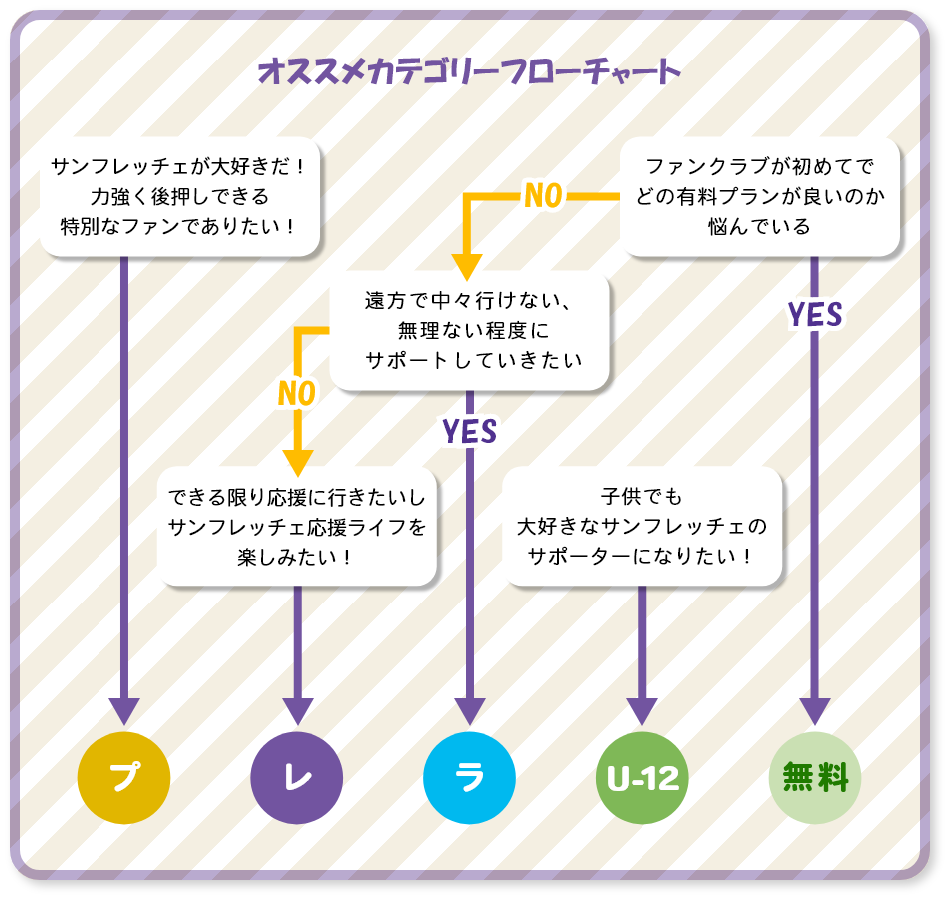 オススメカテゴリーフローチャート
サンフレッチェが大好きだ！
力強く後押しできる
特別なファンでありたい！
ファンクラブが初めてで
どの有料プランが良いのか
悩んでいる
NO
YES
遠方で中々行けない、
無理ない程度に
サポートしていきたい
NO
YES
できる限り応援に行きたいし
サンフレッチェ応援ライフを
楽しみたい！
子供でも
大好きなサンフレッチェの
サポーターになりたい！
プ
レ
ラ
U-12
無料